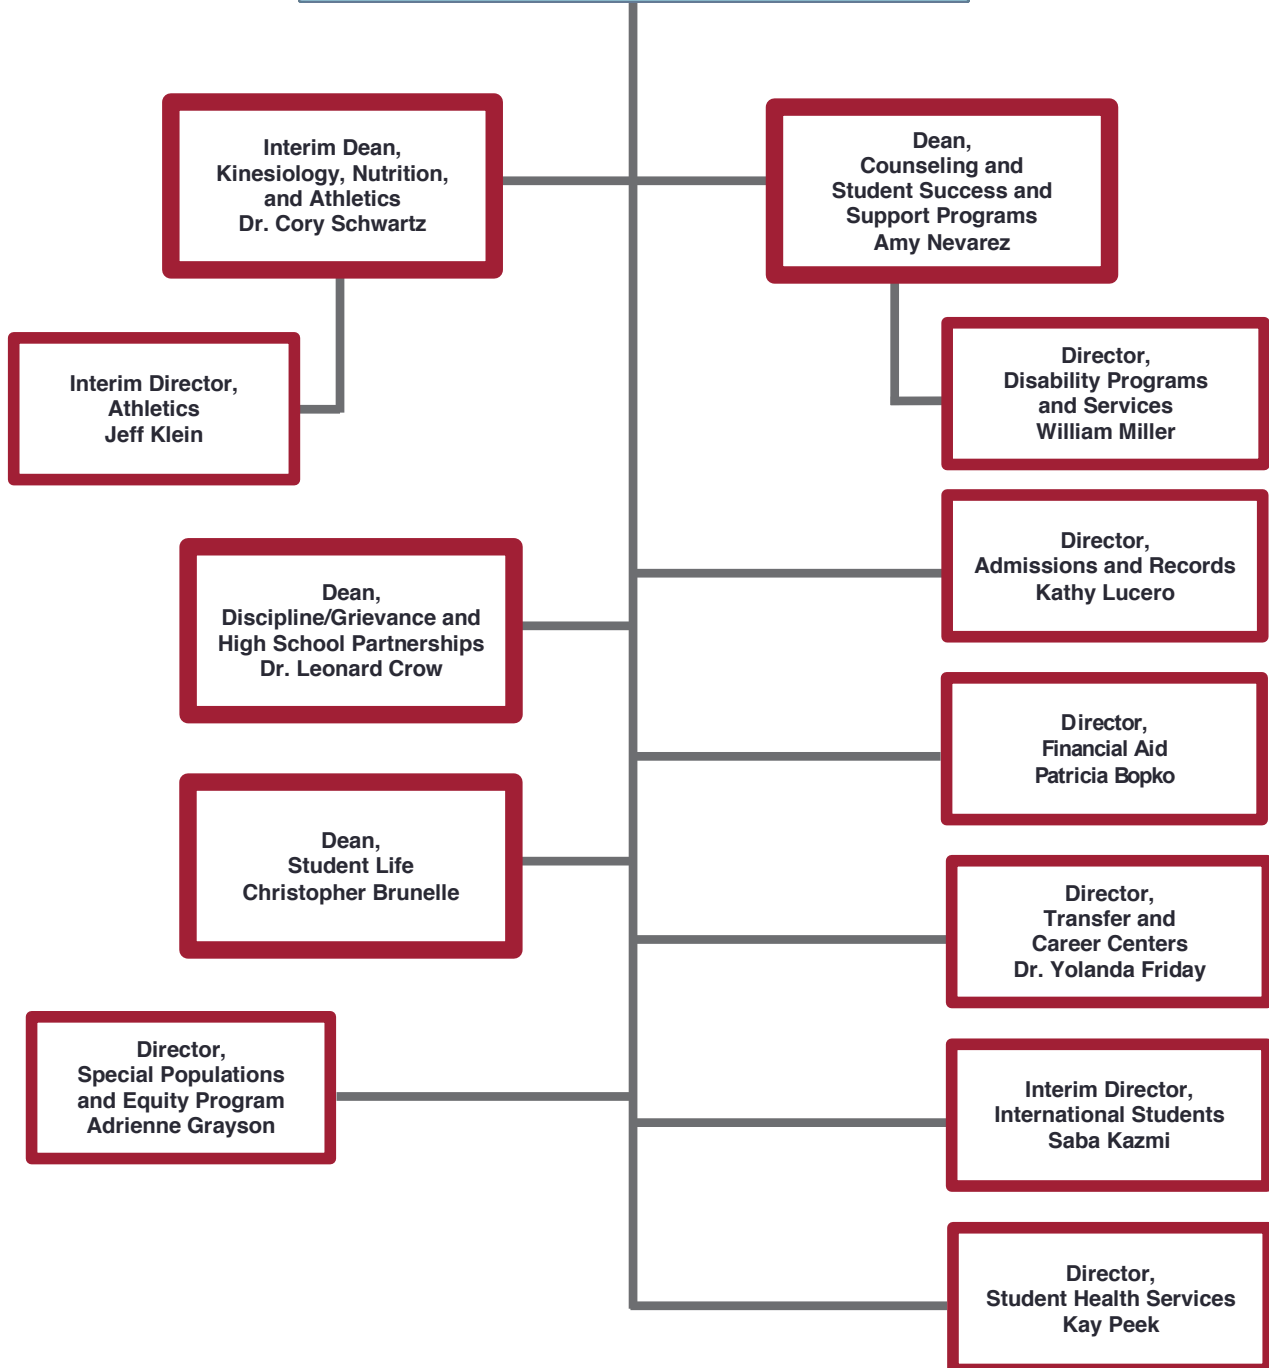 Interim Dean,
Kinesiology, Nutrition,
and Athletics
Dr. Cory Schwartz
Dean,
Counseling and
Student Success and
Support Programs
Amy Nevarez
Interim Director,
Athletics
Jeff Klein
Director,
Disability Programs
and Services
William Miller
Director,
Admissions and Records
Kathy Lucero
Dean,
Discipline/Grievance and
High School Partnerships
Dr. Leonard Crow
Director,
Financial Aid
Patricia Bopko
Dean,
Student Life
Christopher Brunelle
Director,
Transfer and
Career Centers
Dr. Yolanda Friday
Director,
Special Populations
and Equity Program
Adrienne Grayson
Interim Director,
International Students
Saba Kazmi
Director,
Student Health Services
Kay Peek